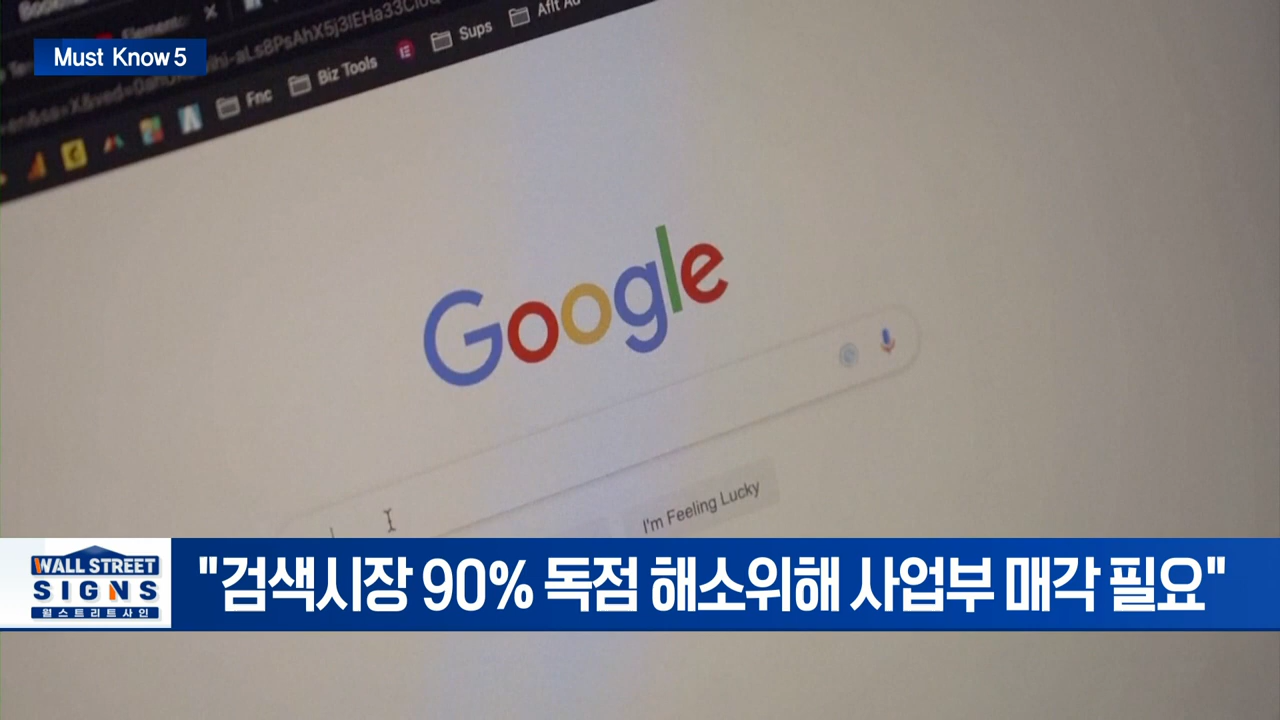 Must Know 5
Sups
Biz Tools
Fnc
Google
I'm Feeling Lucky
WALL STREET
SIGNS
월스트리트사인
"검색시장 90% 독점 해소위해 사업부 매각 필요"